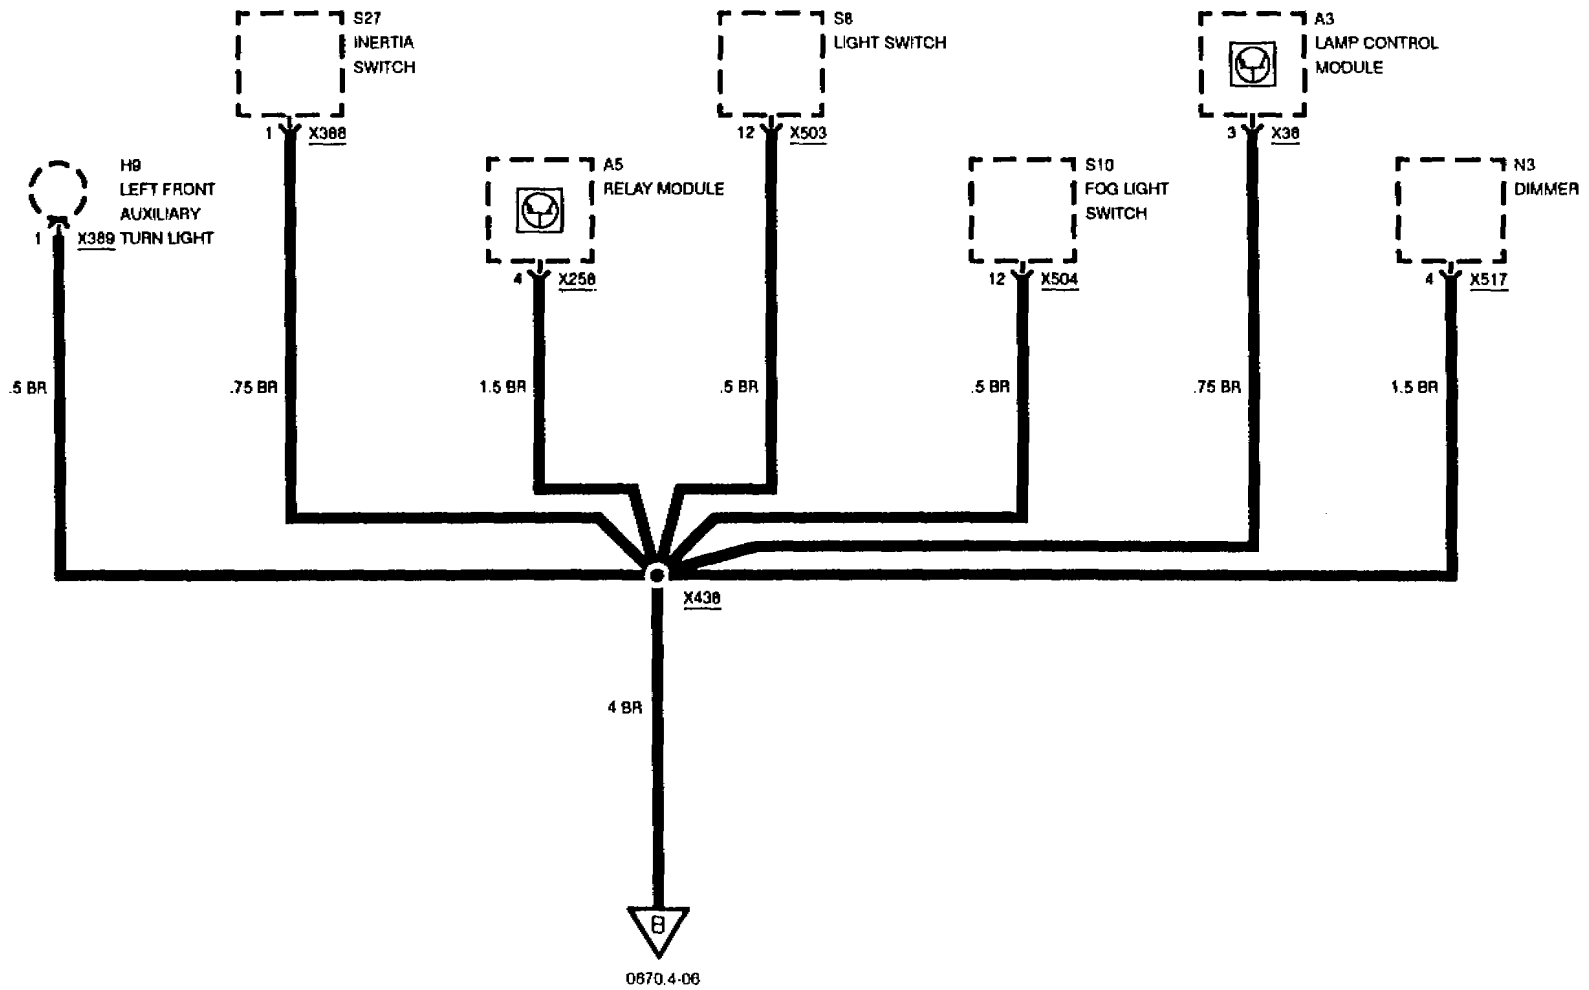 S27
INERTIA
SWITCH
1 X388
S8
LIGHT SWITCH
12 X503
A3
LAMP CONTROL
MODULE
3 X36
H9
LEFT FRONT
AUXILIARY
TURN LIGHT
1 X389
A5
RELAY MODULE
4 X258
S10
FOG LIGHT
SWITCH
12 X504
N3
DIMMER
4 X517
.5 BR
.75 BR
1.5 BR
.5 BR
.5 BR
.75 BR
1.5 BR
X438
4 BR
0670.4-06